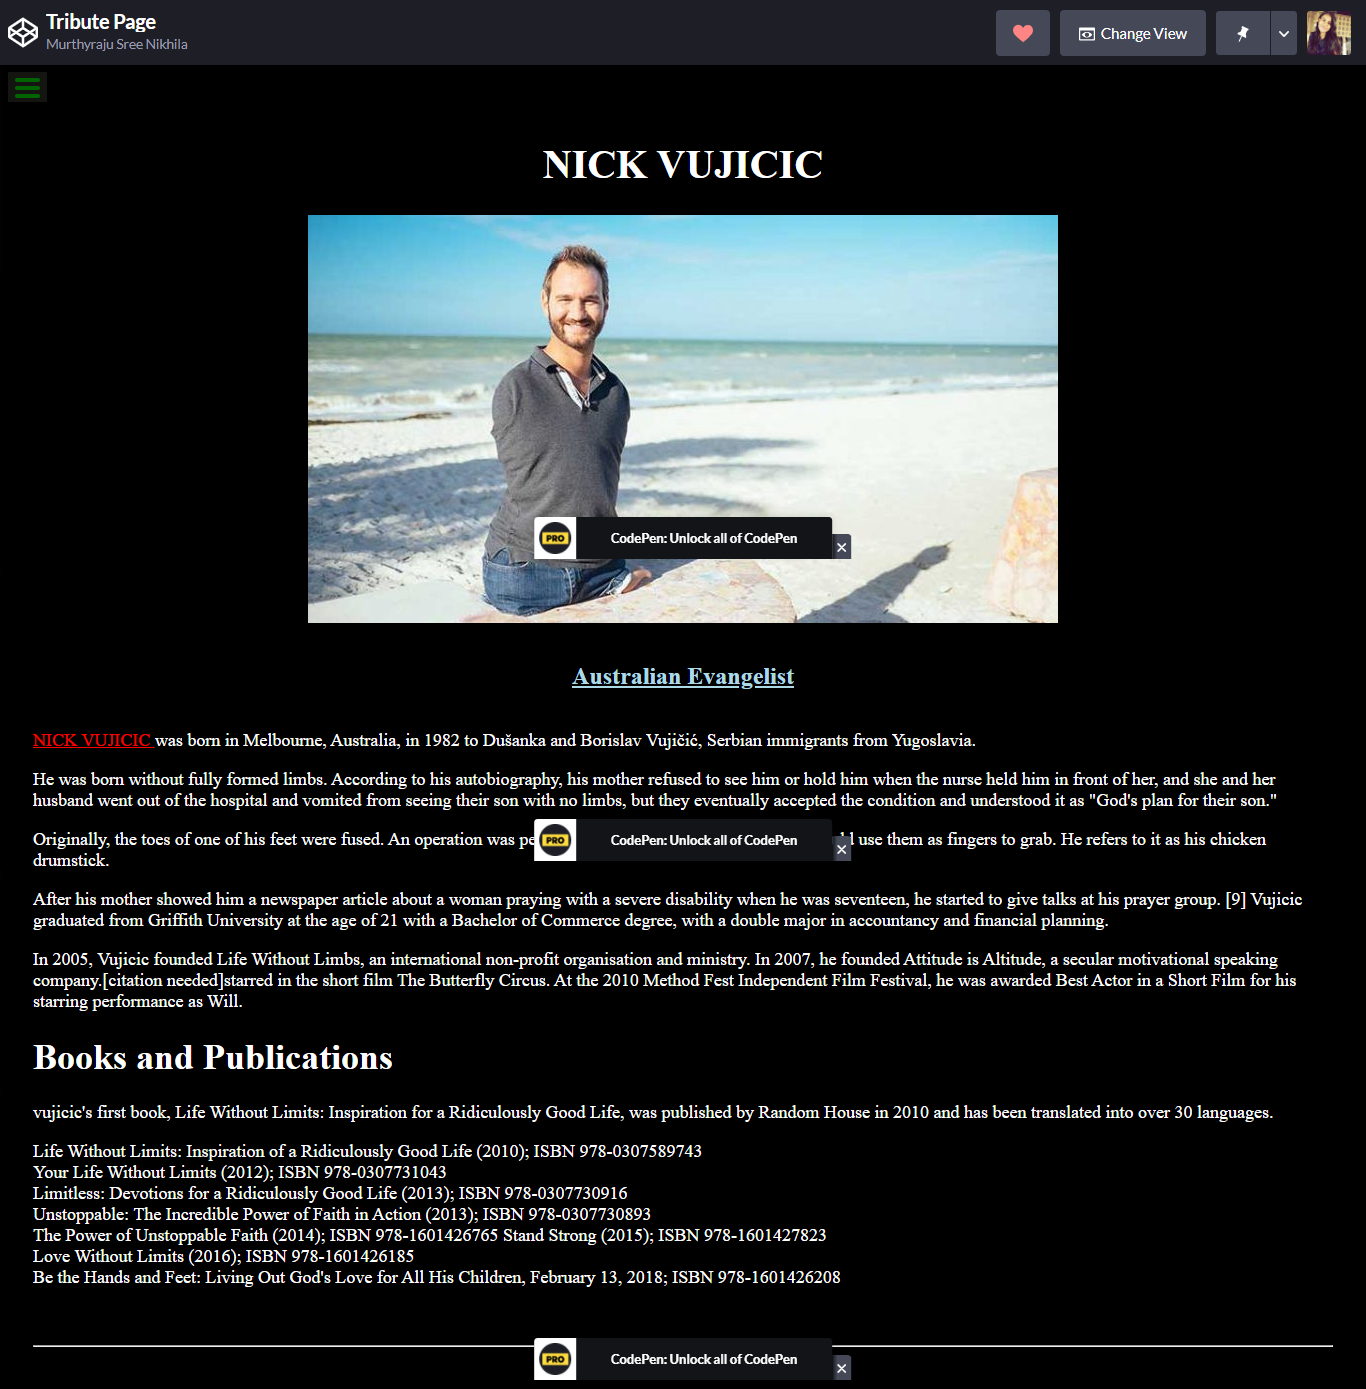 Tribute Page
Murthyraju Sree Nikhila
Change View
NICK VUJICIC
PRO
CodePen: Unlock all of CodePen
Australian Evangelist
NICK VUJICIC was born in Melbourne, Australia, in 1982 to Dušanka and Borislav Vujičić, Serbian immigrants from Yugoslavia.
He was born without fully formed limbs. According to his autobiography, his mother refused to see him or hold him when the nurse held him in front of her, and she and her
husband went out of the hospital and vomited from seeing their son with no limbs, but they eventually accepted the condition and understood it as "God's plan for their son."
Originally, the toes of one of his feet were fused. An operation was use them as fingers to grab. He refers to it as his chicken
PRO
CodePen: Unlock all of CodePen
drumstick.
After his mother showed him a newspaper article about a woman praying with a severe disability when he was seventeen, he started to give talks at his prayer group. [9] Vujicic
graduated from Griffith University at the age of 21 with a Bachelor of Commerce degree, with a double major in accountancy and financial planning.
In 2005, Vujicic founded Life Without Limbs, an international non-profit organisation and ministry. In 2007, he founded Attitude is Altitude, a secular motivational speaking
company.[citation needed]starred in the short film The Butterfly Circus. At the 2010 Method Fest Independent Film Festival, he was awarded Best Actor in a Short Film for his
starring performance as Will.
Books and Publications
vujicic's first book, Life Without Limits: Inspiration for a Ridiculously Good Life, was published by Random House in 2010 and has been translated into over 30 languages.
Life Without Limits: Inspiration of a Ridiculously Good Life (2010); ISBN 978-0307589743
Your Life Without Limits (2012); ISBN 978-0307731043
Limitless: Devotions for a Ridiculously Good Life (2013); ISBN 978-0307730916
Unstoppable: The Incredible Power of Faith in Action (2013); ISBN 978-0307730893
The Power of Unstoppable Faith (2014); ISBN 978-1601426765 Stand Strong (2015); ISBN 978-1601427823
Love Without Limits (2016); ISBN 978-1601426185
Be the Hands and Feet: Living Out God's Love for All His Children, February 13, 2018; ISBN 978-1601426208
PRO
CodePen: Unlock all of CodePen